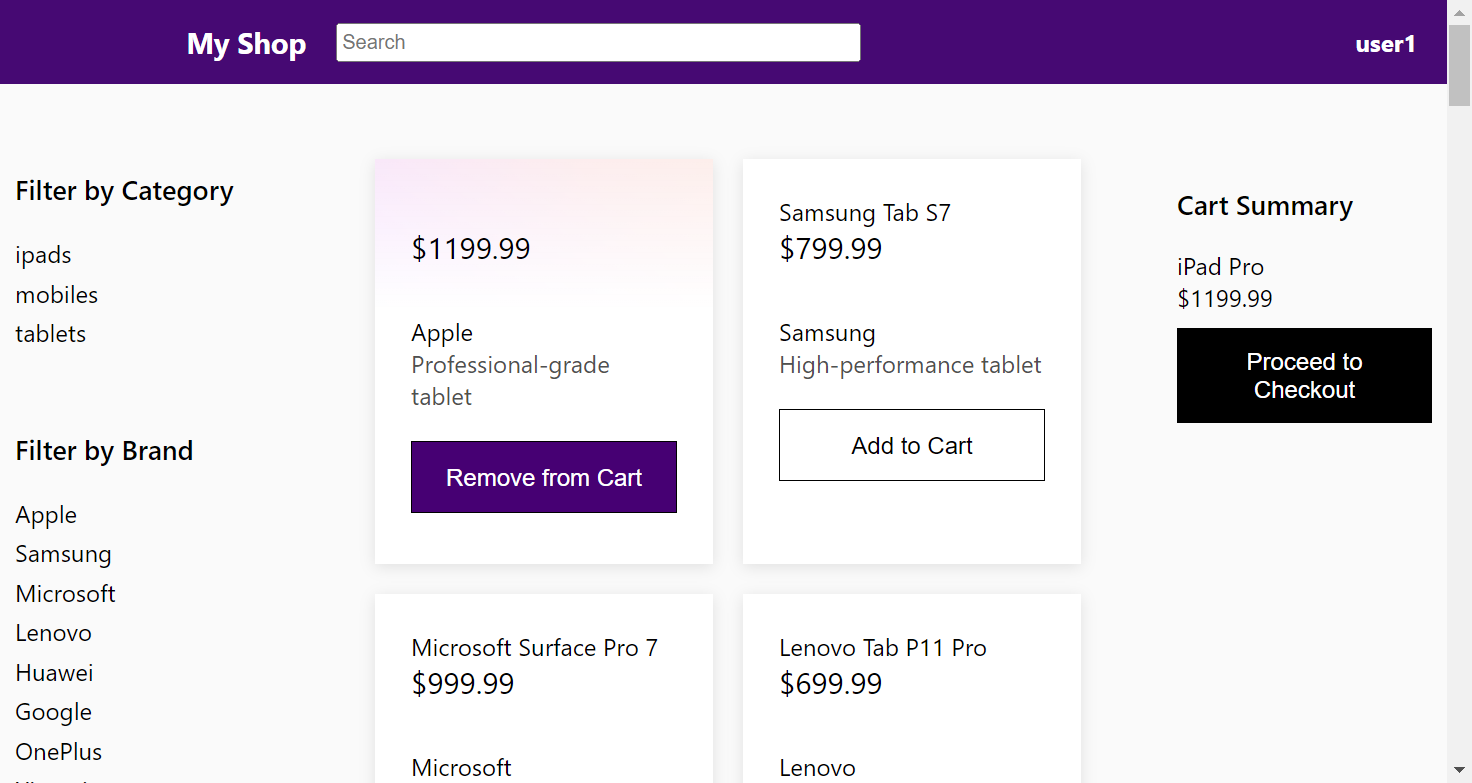 My Shop
Search
user1
Filter by Category
ipads
mobiles
tablets
Filter by Brand
Apple
Samsung
Microsoft
Lenovo
Huawei
Google
OnePlus
$1199.99
Apple
Professional-grade
tablet
Remove from Cart
Samsung Tab S7
$799.99
Samsung
High-performance tablet
Add to Cart
Microsoft Surface Pro 7
$999.99
Microsoft
Lenovo Tab P11 Pro
$699.99
Lenovo
Cart Summary
iPad Pro
$1199.99
Proceed to
Checkout